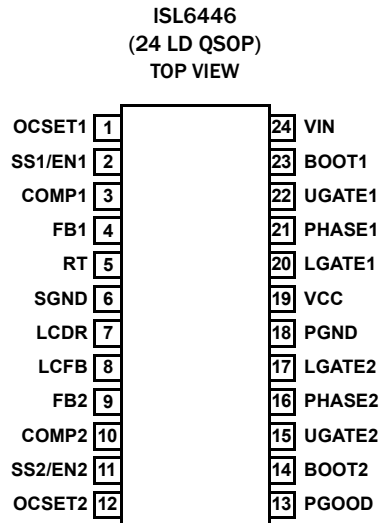 ISL6446
(24 LD QSOP)
TOP VIEW
OCSET1 1 24 VIN
SS1/EN1 2 23 BOOT1
COMP1 3 22 UGATE1
FB1 4 21 PHASE1
RT 5 20 LGATE1
SGND 6 19 VCC
LCDR 7 18 PGND
LCFB 8 17 LGATE2
FB2 9 16 PHASE2
COMP2 10 15 UGATE2
SS2/EN2 11 14 BOOT2
OCSET2 12 13 PGOOD